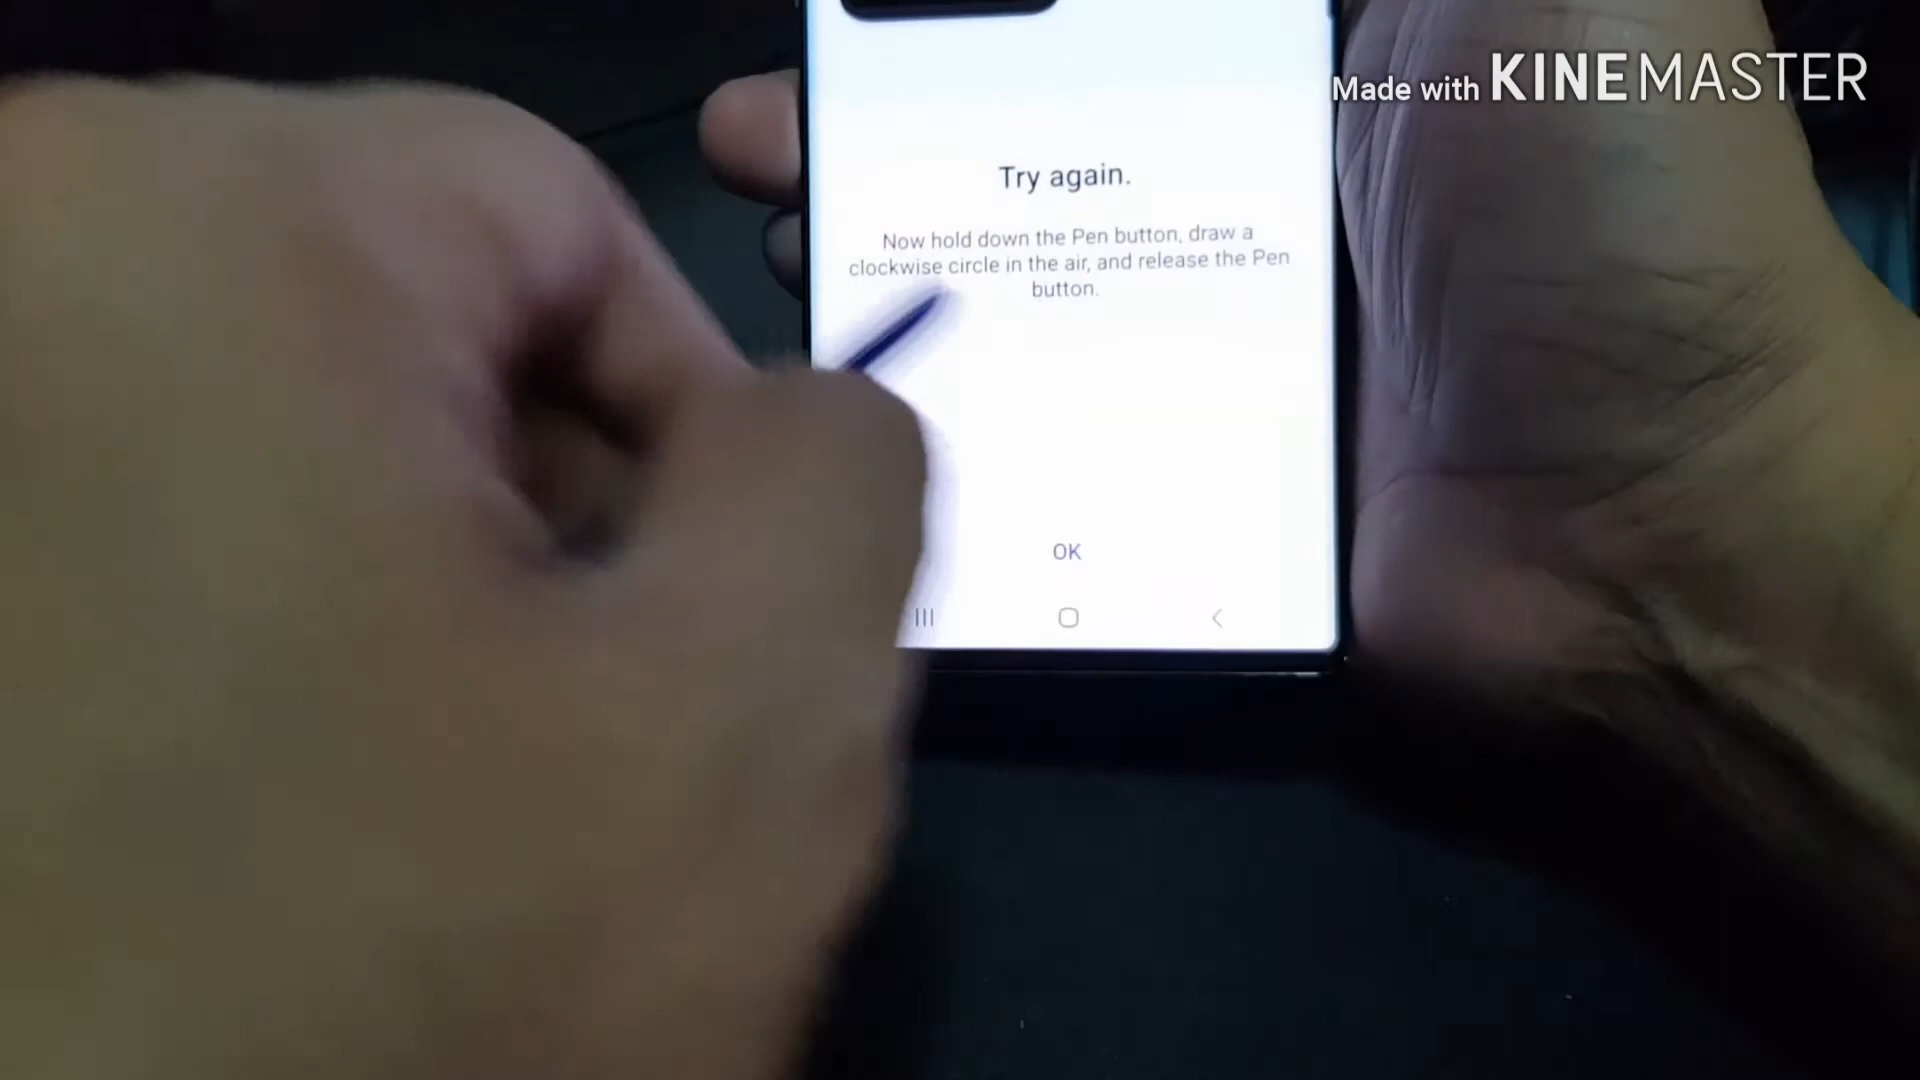 Made with KINEMASTER
Try again.
Now hold down the Pen button, draw a
clockwise circle in the air, and release the Pen
button.
OK